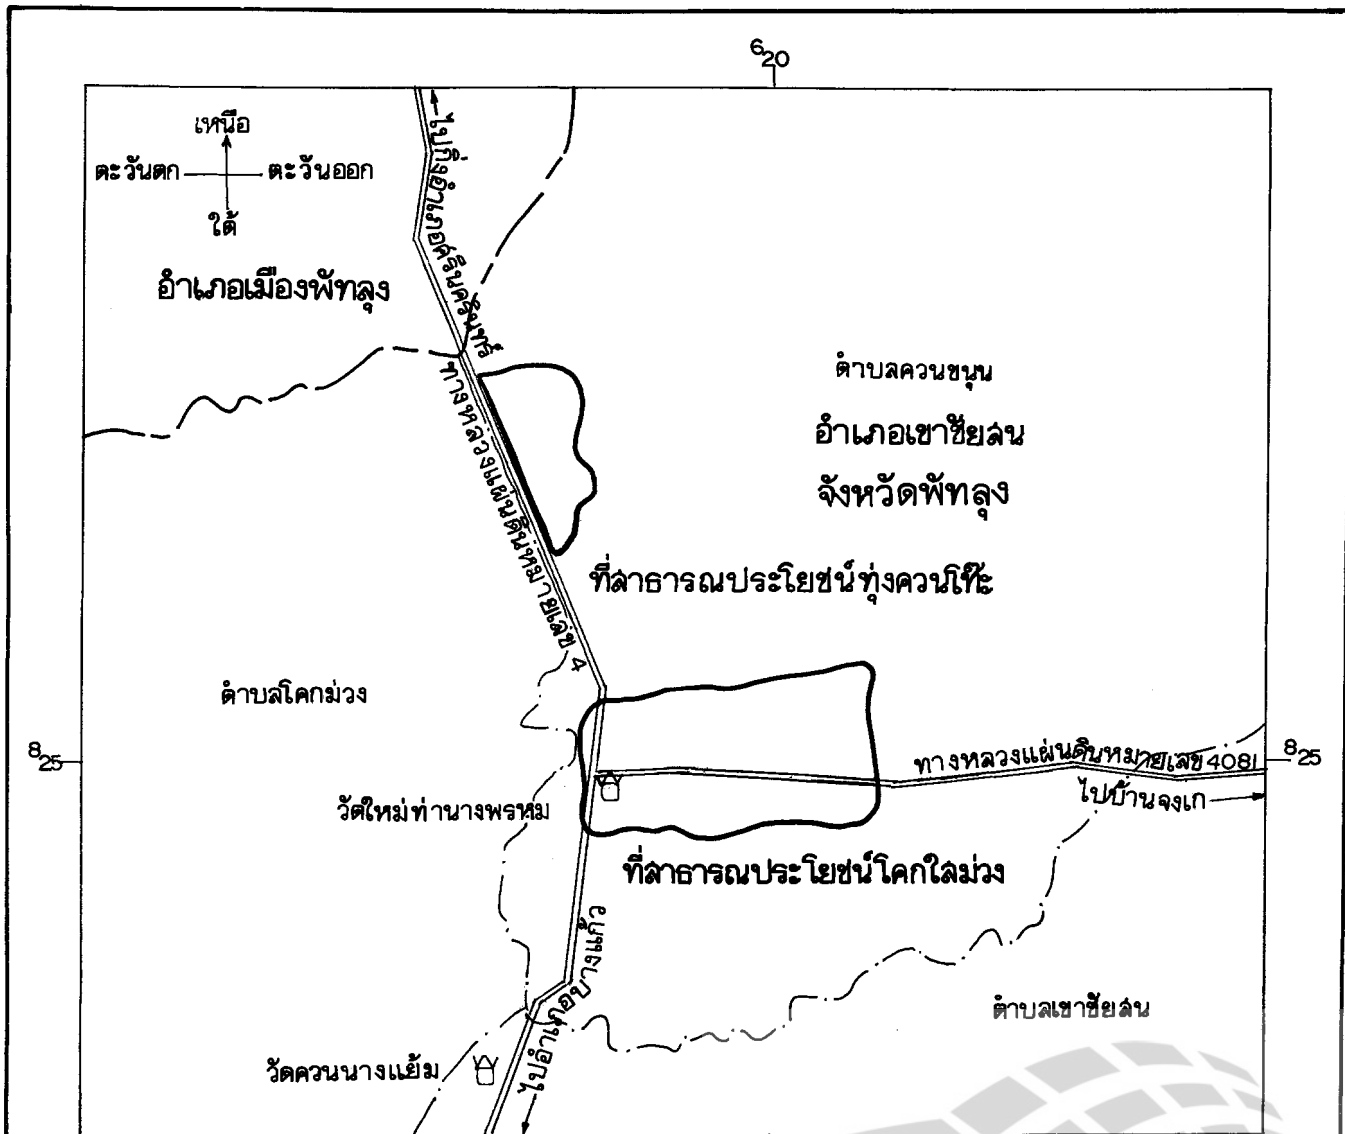 620
เหนือ
ตะวันตก ตะวันออก
ใต้
ไปกิ่งอำเภอศรีนครินทร์
อำเภอเมืองพัทลุง
ตำบลควนขนุน
อำเภอเขาชัยสน
จังหวัดพัทลุง
ทางหลวงแผ่นดินหมายเลข 4
ที่สาธารณประโยชน์ทุ่งควนโต๊ะ
ตำบลโคกม่วง
825
825
ทางหลวงแผ่นดินหมายเลข 4081
ไปบ้านจงเก
วัดใหม่ท่านางพรหม
ที่สาธารณประโยชน์โคกใสม่วง
ไปอำเภอบางแก้ว
ตำบลเขาชัยสน
วัดควนนางแย้ม